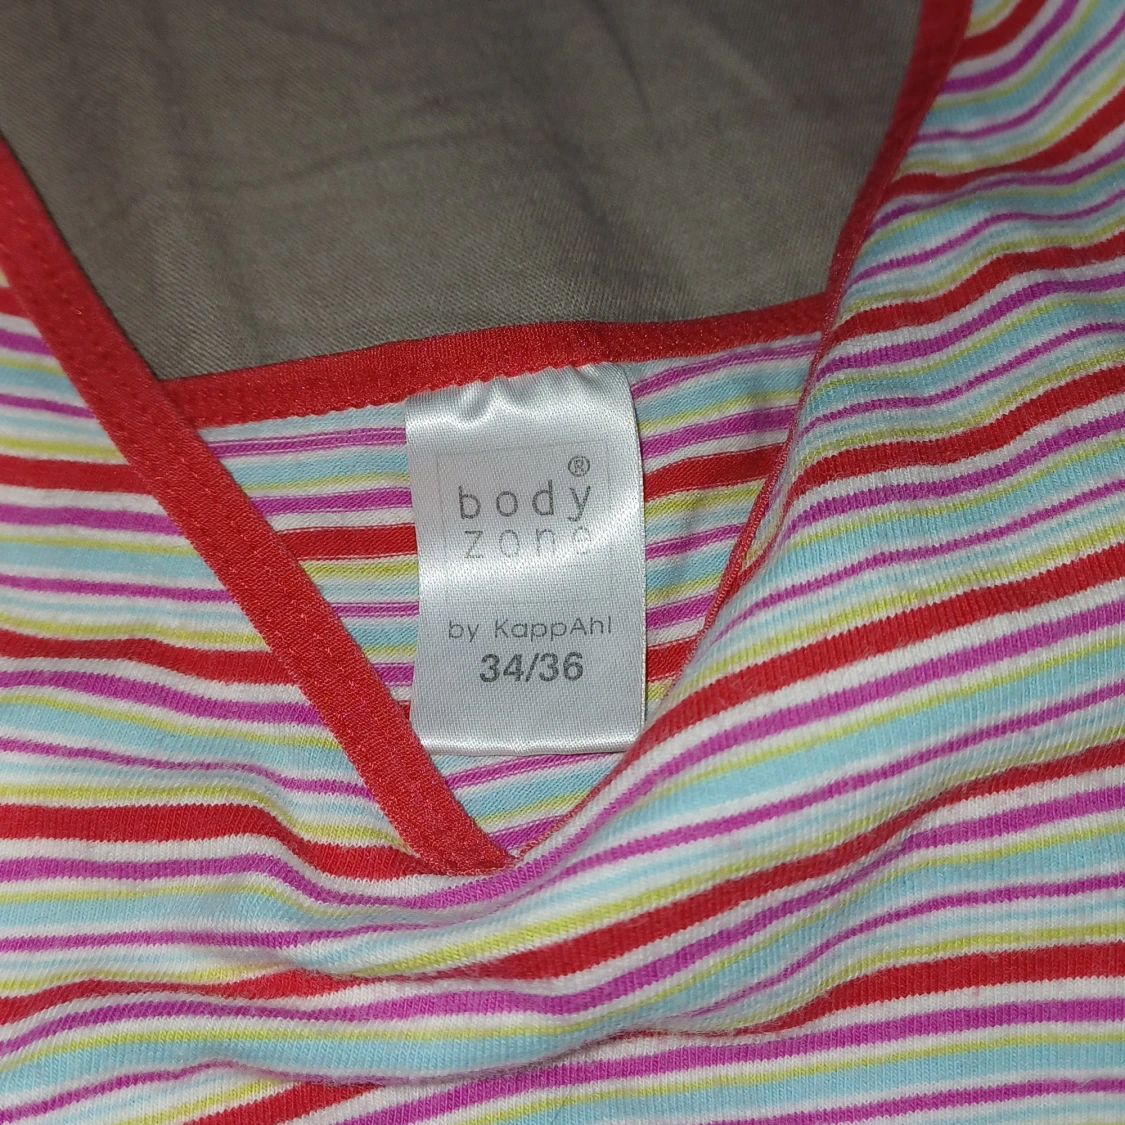 ®
body
zone
by KappAhl
34/36